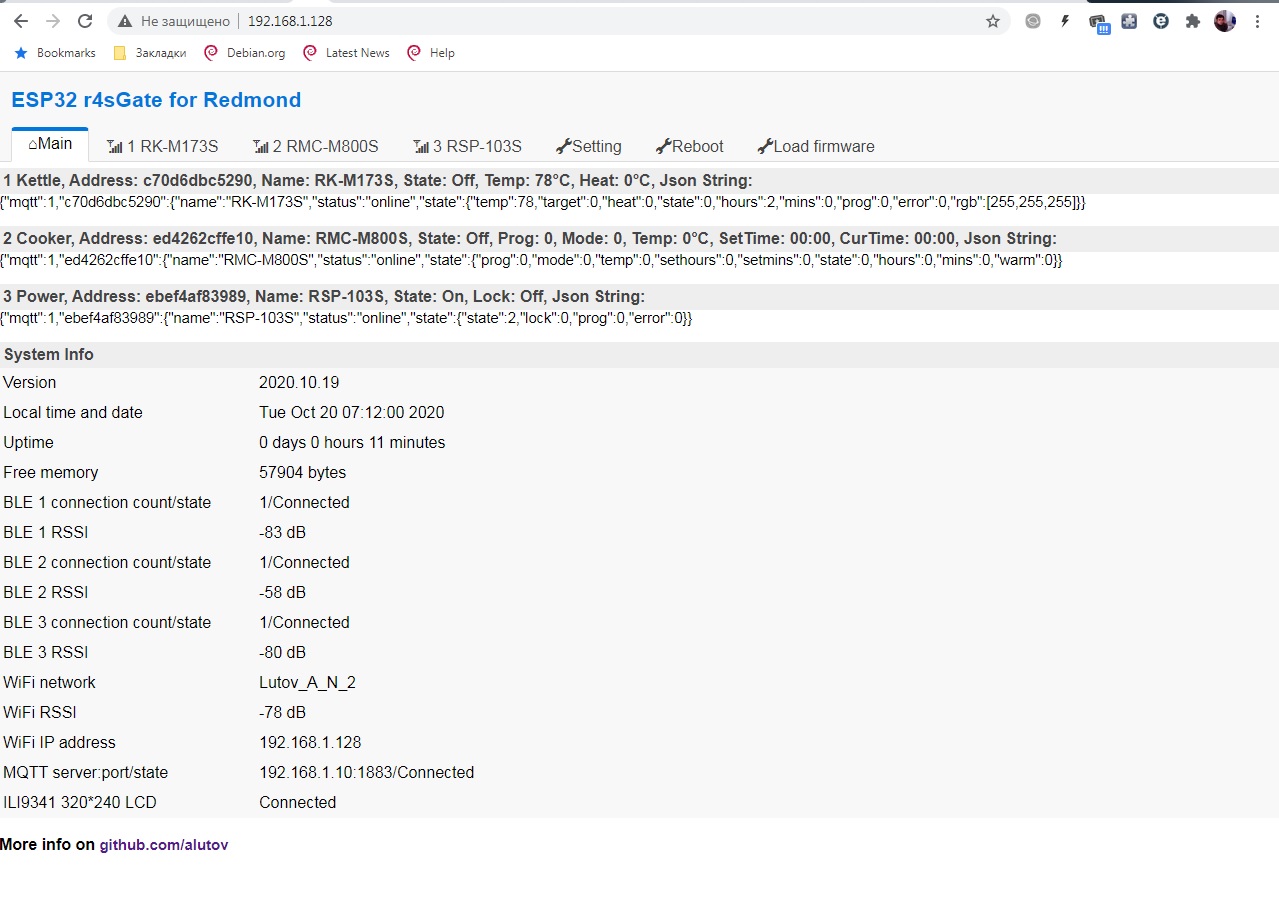 Не защищено 192.168.1.128
Bookmarks Закладки Debian.org Latest News Help
ESP32 r4sGate for Redmond
⌂Main 1 RK-M173S 2 RMC-M800S 3 RSP-103S Setting Reboot Load firmware
1 Kettle, Address: c70d6dbc5290, Name: RK-M173S, State: Off, Temp: 78°C, Heat: 0°C, Json String:
{"mqtt":1,"c70d6dbc5290":{"name":"RK-M173S","status":"online","state":{"temp":78,"target":0,"heat":0,"state":0,"hours":2,"mins":0,"prog":0,"error":0,"rgb":[255,255,255]}}
2 Cooker, Address: ed4262cffe10, Name: RMC-M800S, State: Off, Prog: 0, Mode: 0, Temp: 0°C, SetTime: 00:00, CurTime: 00:00, Json String:
{"mqtt":1,"ed4262cffe10":{"name":"RMC-M800S","status":"online","state":{"prog":0,"mode":0,"temp":0,"sethours":0,"setmins":0,"state":0,"hours":0,"mins":0,"warm":0}}
3 Power, Address: ebef4af83989, Name: RSP-103S, State: On, Lock: Off, Json String:
{"mqtt":1,"ebef4af83989":{"name":"RSP-103S","status":"online","state":{"state":2,"lock":0,"prog":0,"error":0}}
System Info
Version 2020.10.19
Local time and date Tue Oct 20 07:12:00 2020
Uptime 0 days 0 hours 11 minutes
Free memory 57904 bytes
BLE 1 connection count/state 1/Connected
BLE 1 RSSI -83 dB
BLE 2 connection count/state 1/Connected
BLE 2 RSSI -58 dB
BLE 3 connection count/state 1/Connected
BLE 3 RSSI -80 dB
WiFi network Lutov_A_N_2
WiFi RSSI -78 dB
WiFi IP address 192.168.1.128
MQTT server:port/state 192.168.1.10:1883/Connected
ILI9341 320*240 LCD Connected
More info on github.com/alutov